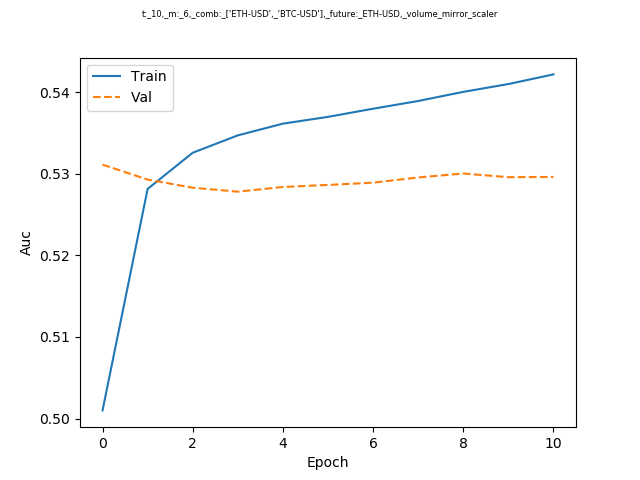 t:_10,_m:_6,_comb:_['ETH-USD',_'BTC-USD'],_future:_ETH-USD,_volume_mirror_scaler
Train
Val
0.54
0.53
0.52
0.51
0.50
Auc
0 2 4 6 8 10
Epoch